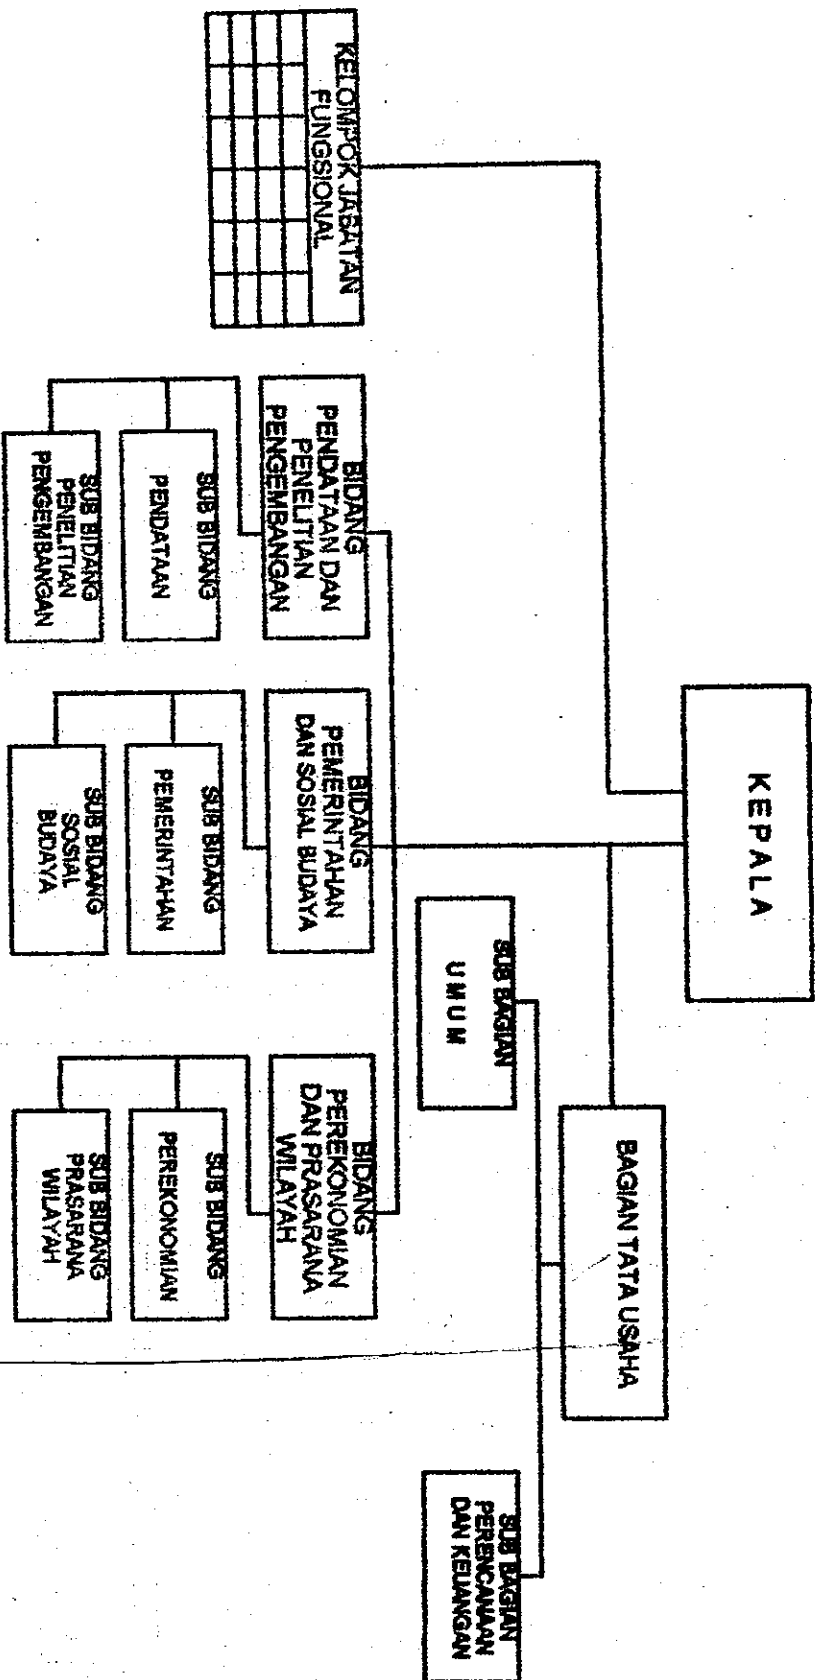 KEPALA
BAGIAN TATA USAHA
SUB BAGIAN
UMUM
SUB BAGIAN
PERENCANAAN
DAN KEUANGAN
KELOMPOK JABATAN
FUNGSIONAL
BIDANG
PENDATAAN DAN
PENELITIAN
PENGEMBANGAN
BIDANG
PEMERINTAHAN
DAN SOSIAL BUDAYA
BIDANG
PEREKONOMIAN
DAN PRASARANA
WILAYAH
SUB BIDANG
PENDATAAN
SUB BIDANG
PEMERINTAHAN
SUB BIDANG
PEREKONOMIAN
SUB BIDANG
PENELITIAN
PENGEMBANGAN
SUB BIDANG
SOSIAL
BUDAYA
SUB BIDANG
PRASARANA
WILAYAH